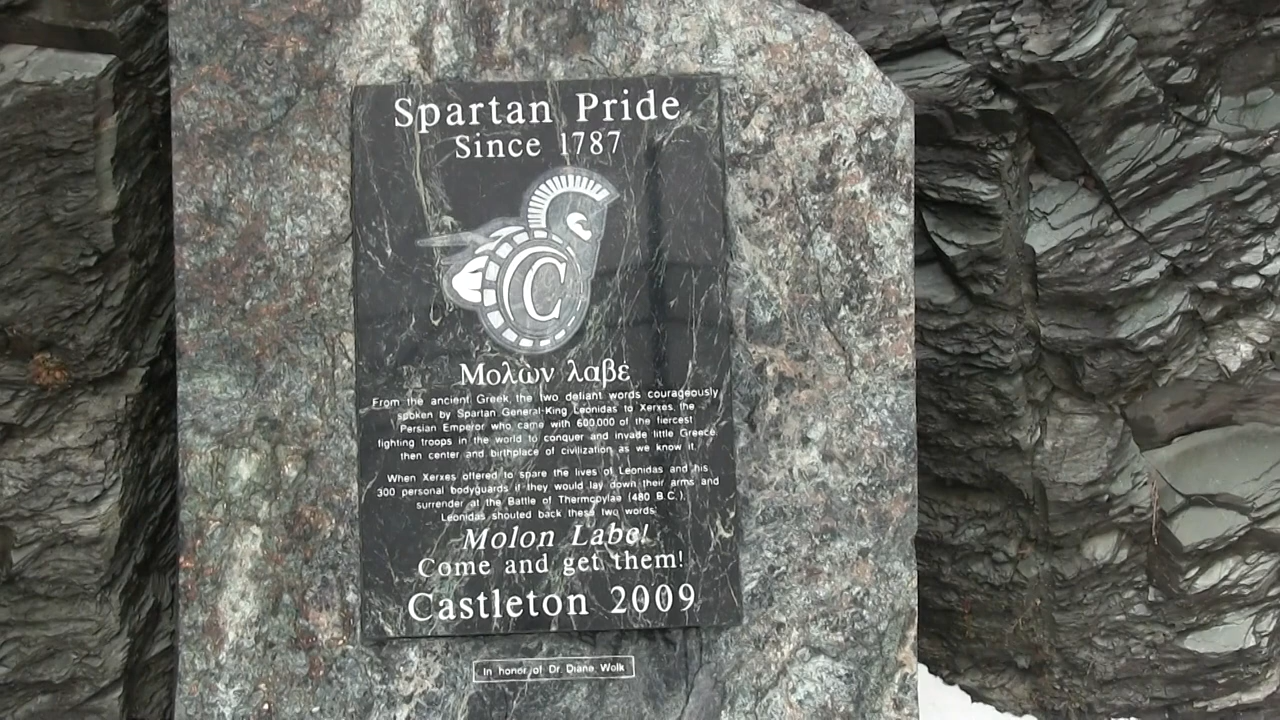 Spartan Pride
Since 1787
C
Μολὼν λαβέ
From the ancient Greek, the two defiant words courageously
spoken by Spartan General-King Leonidas to Xerxes, the
Persian Emperor who came with 600,000 of the fiercest
fighting troops in the world to conquer and invade little Greece,
then center and birthplace of civilization as we know it.
When Xerxes offered to spare the lives of Leonidas and his
300 personal bodyguards if they would lay down their arms and
surrender at the Battle of Thermopylae (480 B.C.),
Leonidas shouted back these two words
Molon Labe!
Come and get them!
Castleton 2009
In honor of Dr. Diane Wolk